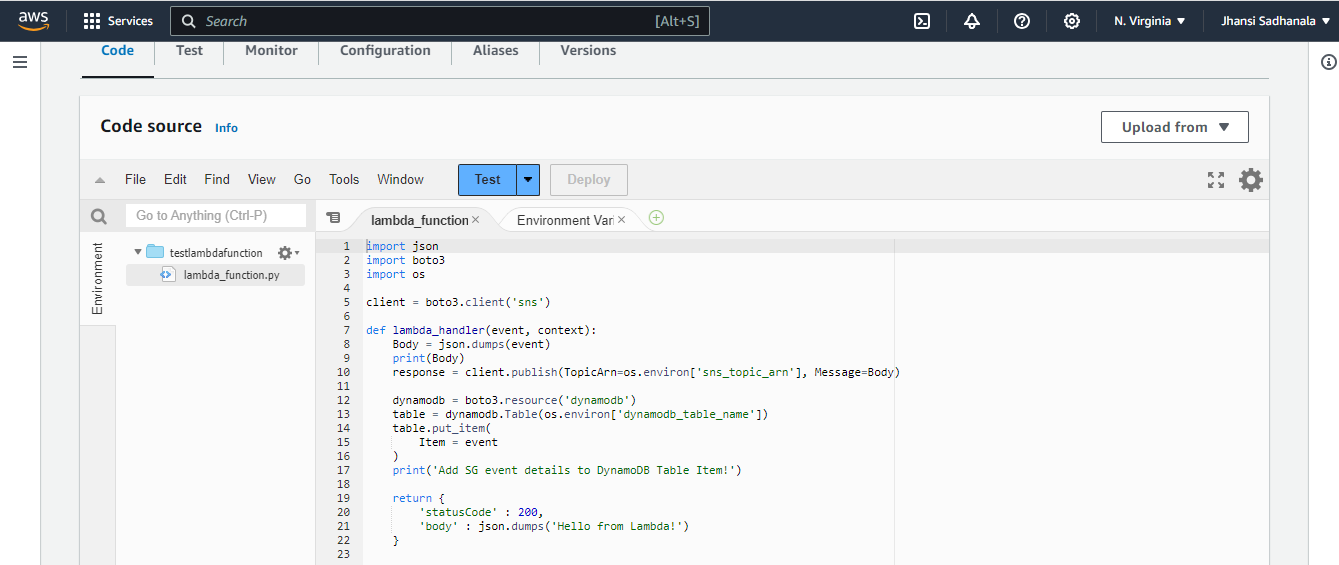 aws Services Search [Alt+S] N. Virginia Jhansi Sadhanala
Code Test Monitor Configuration Aliases Versions
Code source Info Upload from
File Edit Find View Go Tools Window Test Deploy
Go to Anything (Ctrl-P) lambda_function Environment Vari
Environment
testlambdafunction
lambda_function.py
1 import json
2 import boto3
3 import os
4
5 client = boto3.client('sns')
6
7 def lambda_handler(event, context):
8 Body = json.dumps(event)
9 print(Body)
10 response = client.publish(TopicArn=os.environ['sns_topic_arn'], Message=Body)
11
12 dynamodb = boto3.resource('dynamodb')
13 table = dynamodb.Table(os.environ['dynamodb_table_name'])
14 table.put_item(
15 Item = event
16 )
17 print('Add SG event details to DynamoDB Table Item!')
18
19 return {
20 'statusCode' : 200,
21 'body' : json.dumps('Hello from Lambda!')
22 }
23